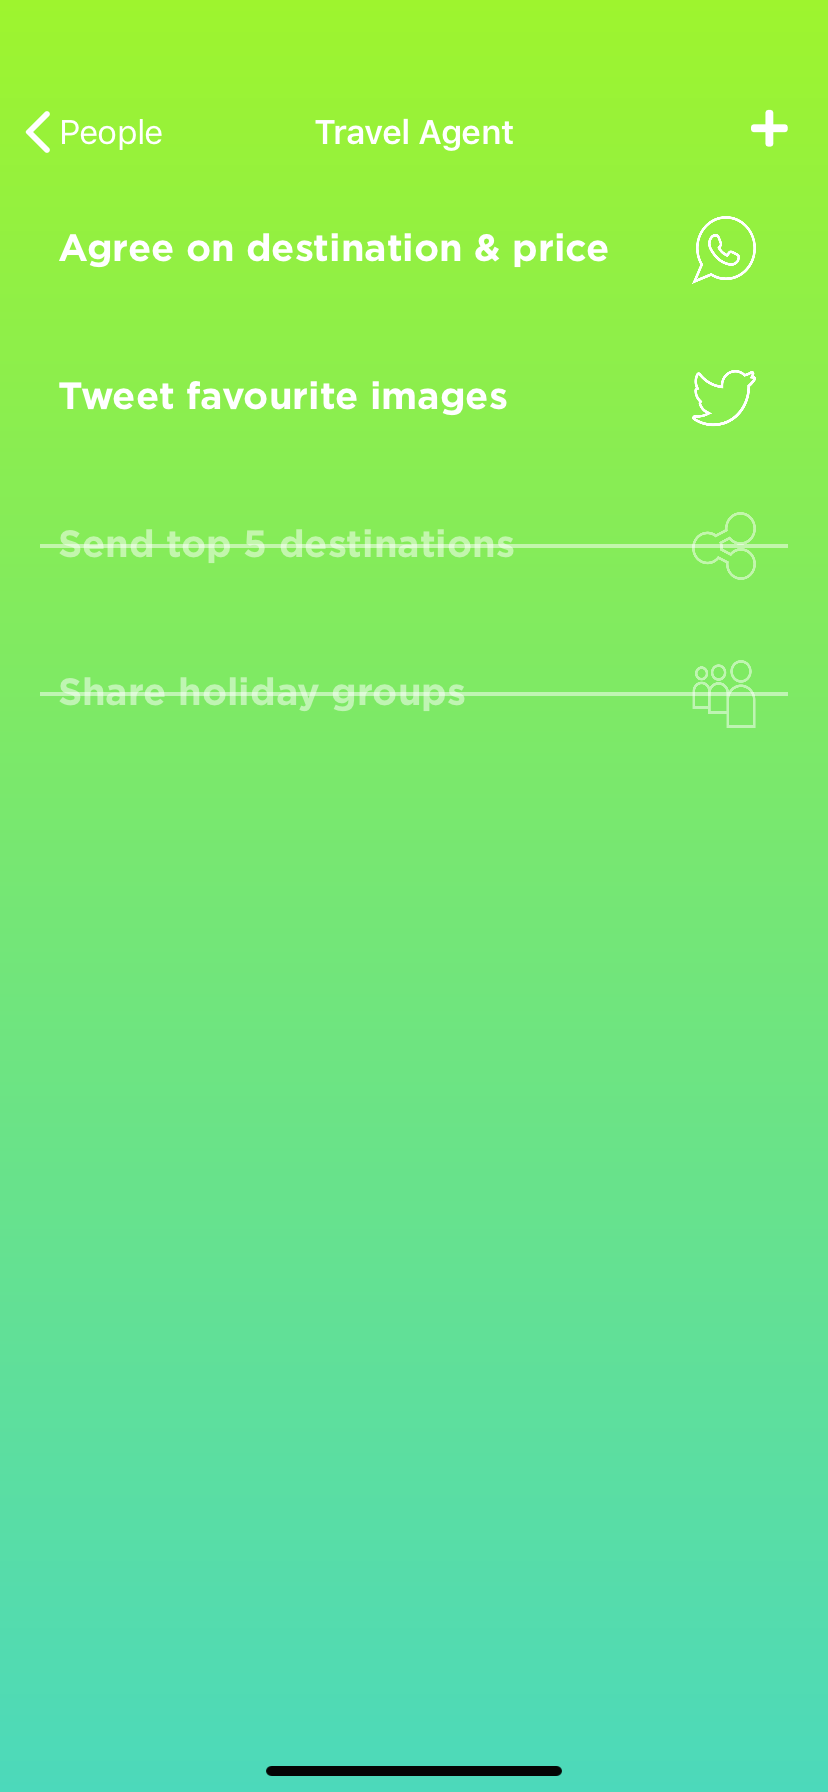 People
Travel Agent
Agree on destination & price
Tweet favourite images
Send top 5 destinations
Share holiday groups